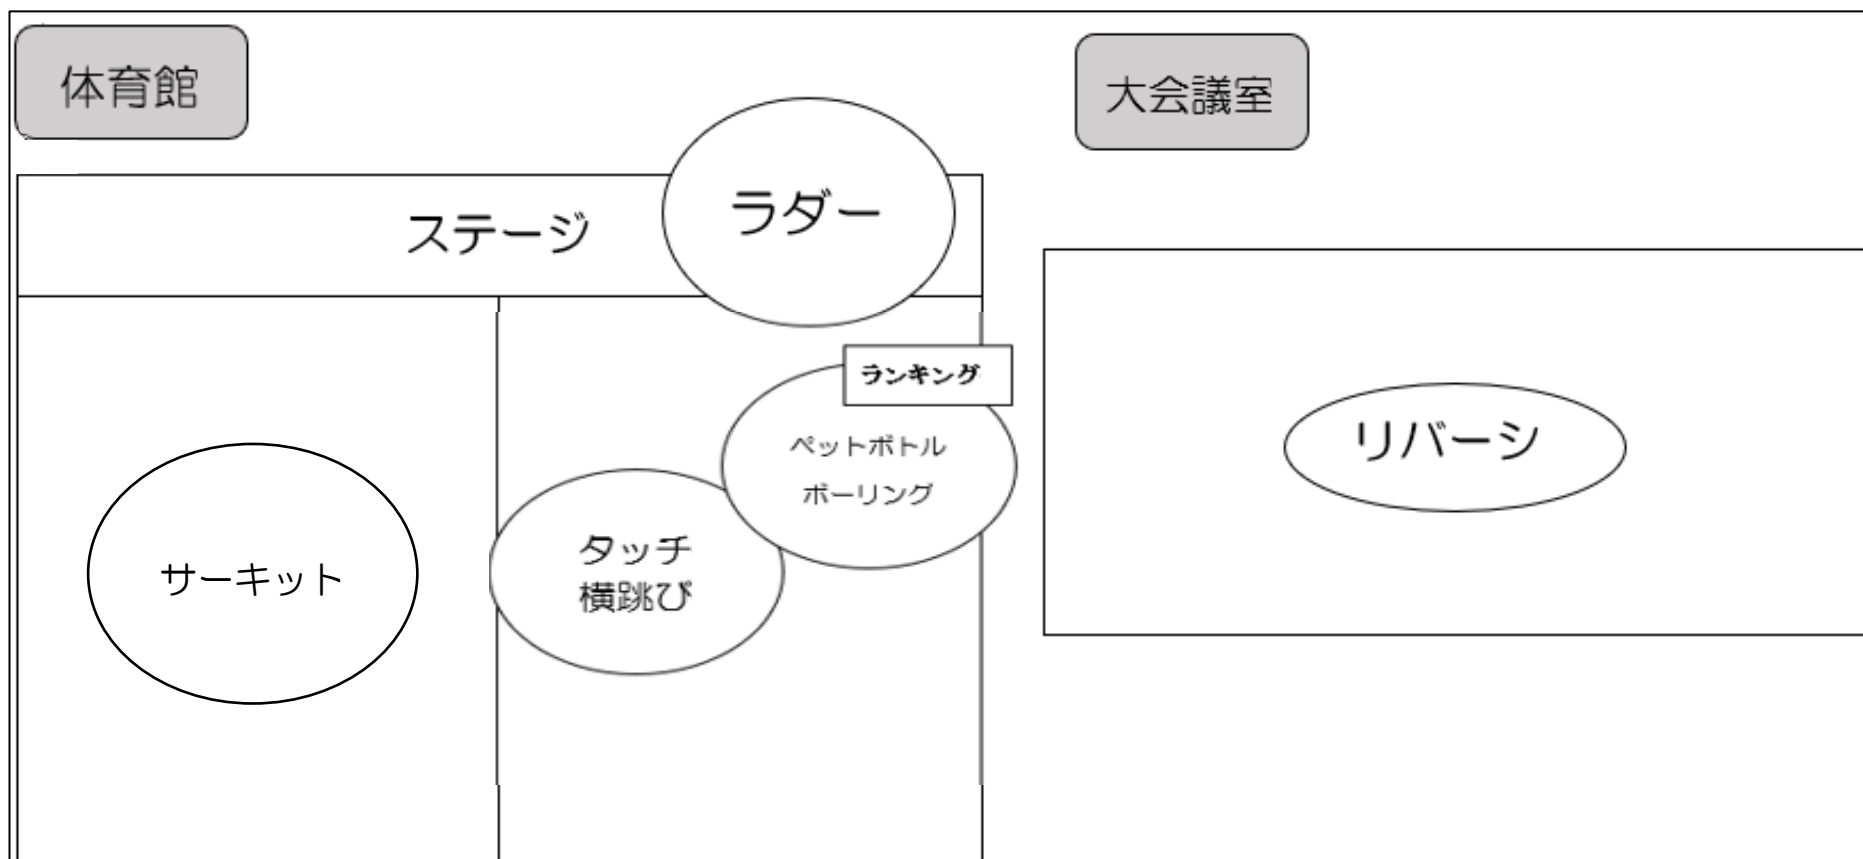 体育館
大会議室
ラダー
ステージ
ランキング
ペットボトル
ボーリング
リバーシ
タッチ
横跳び
サーキット